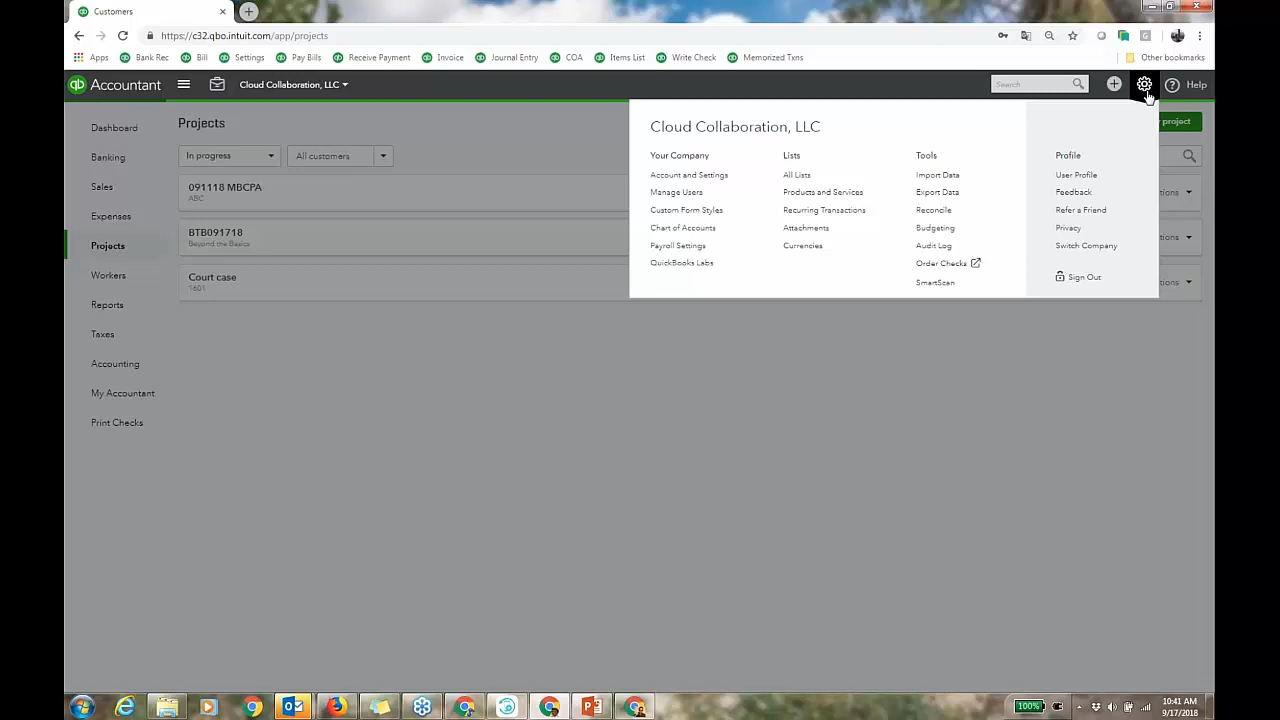 Customers
https://c32.qbo.intuit.com/app/projects
Apps Bank Rec Bill Settings Pay Bills Receive Payment Invoice Journal Entry COA Items List Write Check Memorized Txns Other bookmarks
qb Accountant Cloud Collaboration, LLC Search Help
Dashboard
Banking
Sales
Expenses
Projects
Workers
Reports
Taxes
Accounting
My Accountant
Print Checks
Projects
project
In progress All customers
091118 MBCPA
ABC
BTB091718
Beyond the Basics
Court case
1601
Cloud Collaboration, LLC
Your Company
Account and Settings
Manage Users
Custom Form Styles
Chart of Accounts
Payroll Settings
QuickBooks Labs
Lists
All Lists
Products and Services
Recurring Transactions
Attachments
Currencies
Tools
Import Data
Export Data
Reconcile
Budgeting
Audit Log
Order Checks
SmartScan
Profile
User Profile
Feedback
Refer a Friend
Privacy
Switch Company
Sign Out
100%
10:41 AM
9/17/2018